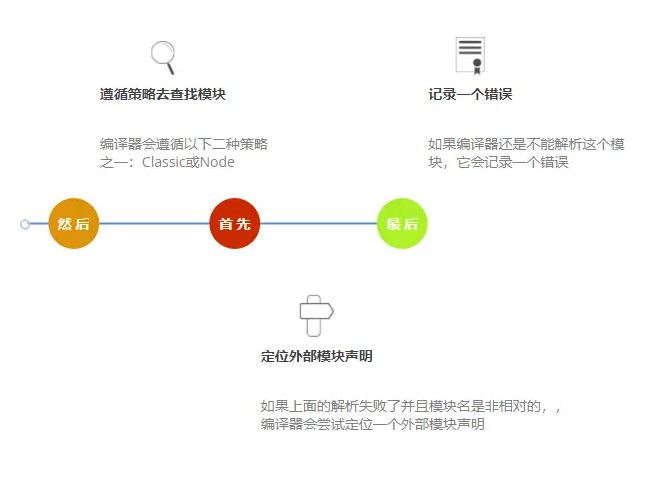 遵循策略去查找模块
编译器会遵循以下二种策略
之一：Classic或Node
记录一个错误
如果编译器还是不能解析这个模
块，它会记录一个错误
然后
首先
最后
定位外部模块声明
如果上面的解析失败了并且模块名是非相对的，,
编译器会尝试定位一个外部模块声明